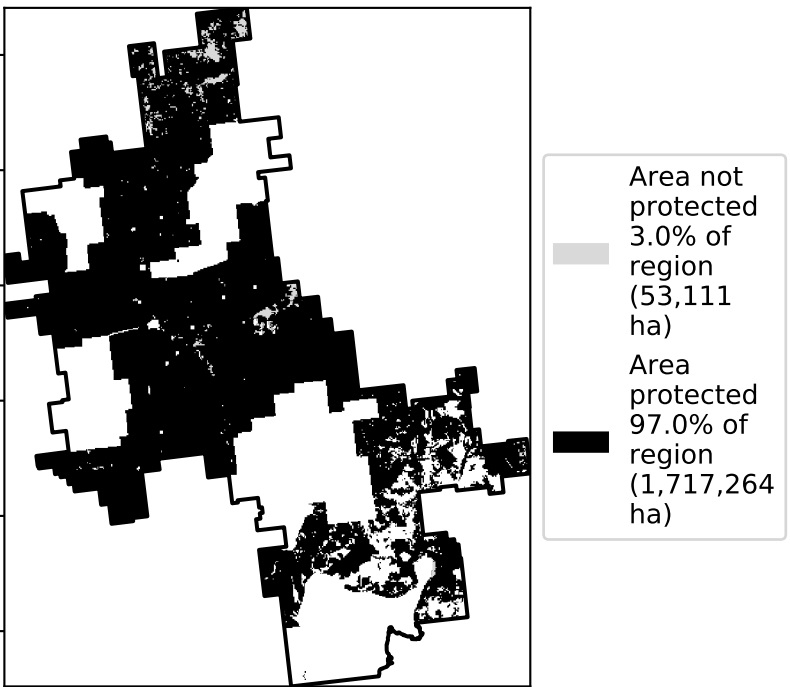 Area not
protected
3.0% of
region
(53,111
ha)
Area
protected
97.0% of
region
(1,717,264
ha)